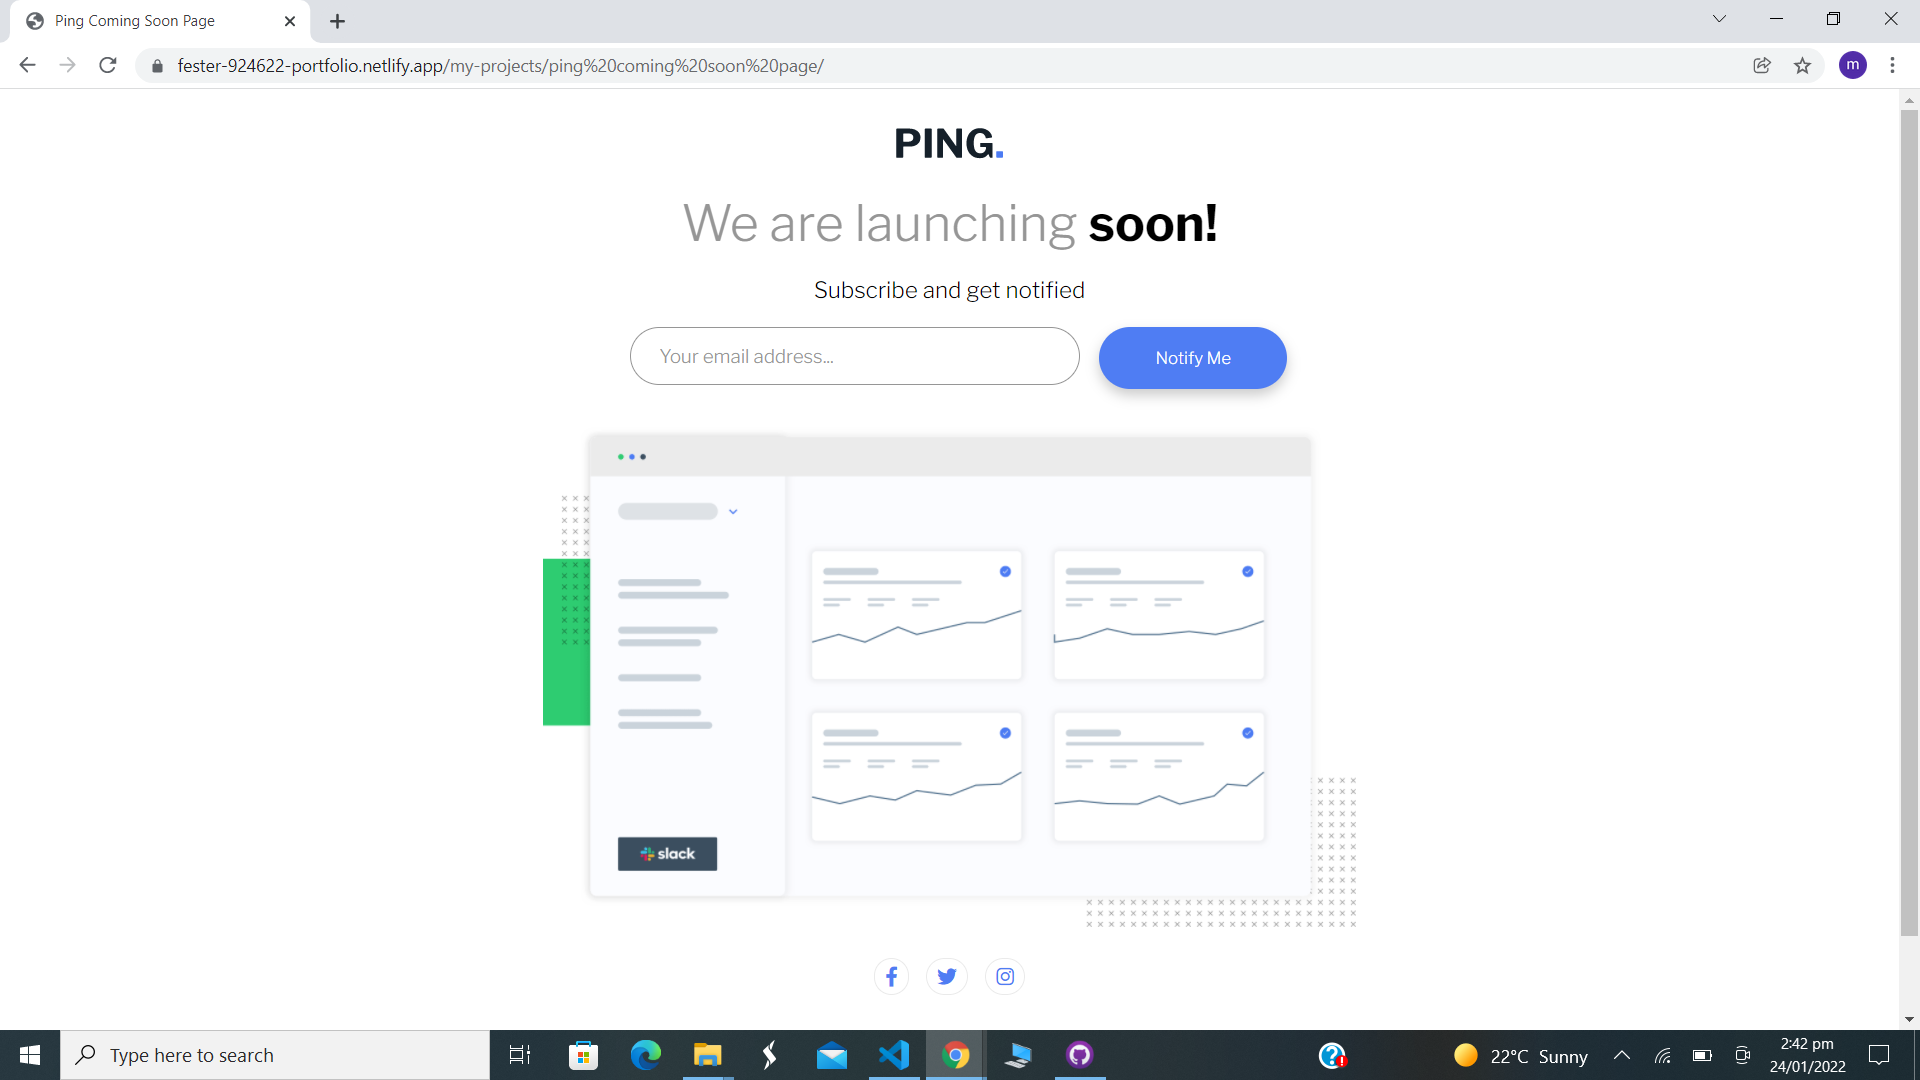 Ping Coming Soon Page
fester-924622-portfolio.netlify.app/my-projects/ping%20coming%20soon%20page/
m
PING.
We are launching soon!
Subscribe and get notified
Your email address...
Notify Me
slack
Type here to search
22°C Sunny
2:42 pm
24/01/2022